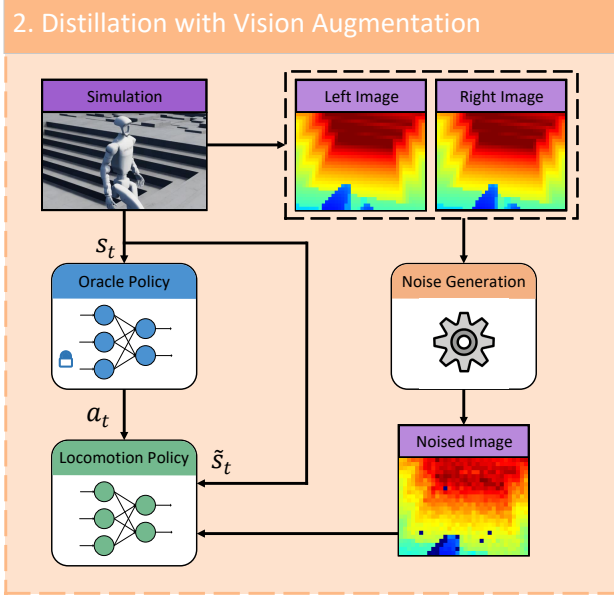 2. Distillation with Vision Augmentation
Simulation
Left Image
Right Image
s_t
Oracle Policy
Noise Generation
a_t
Locomotion Policy
s̃_t
Noised Image